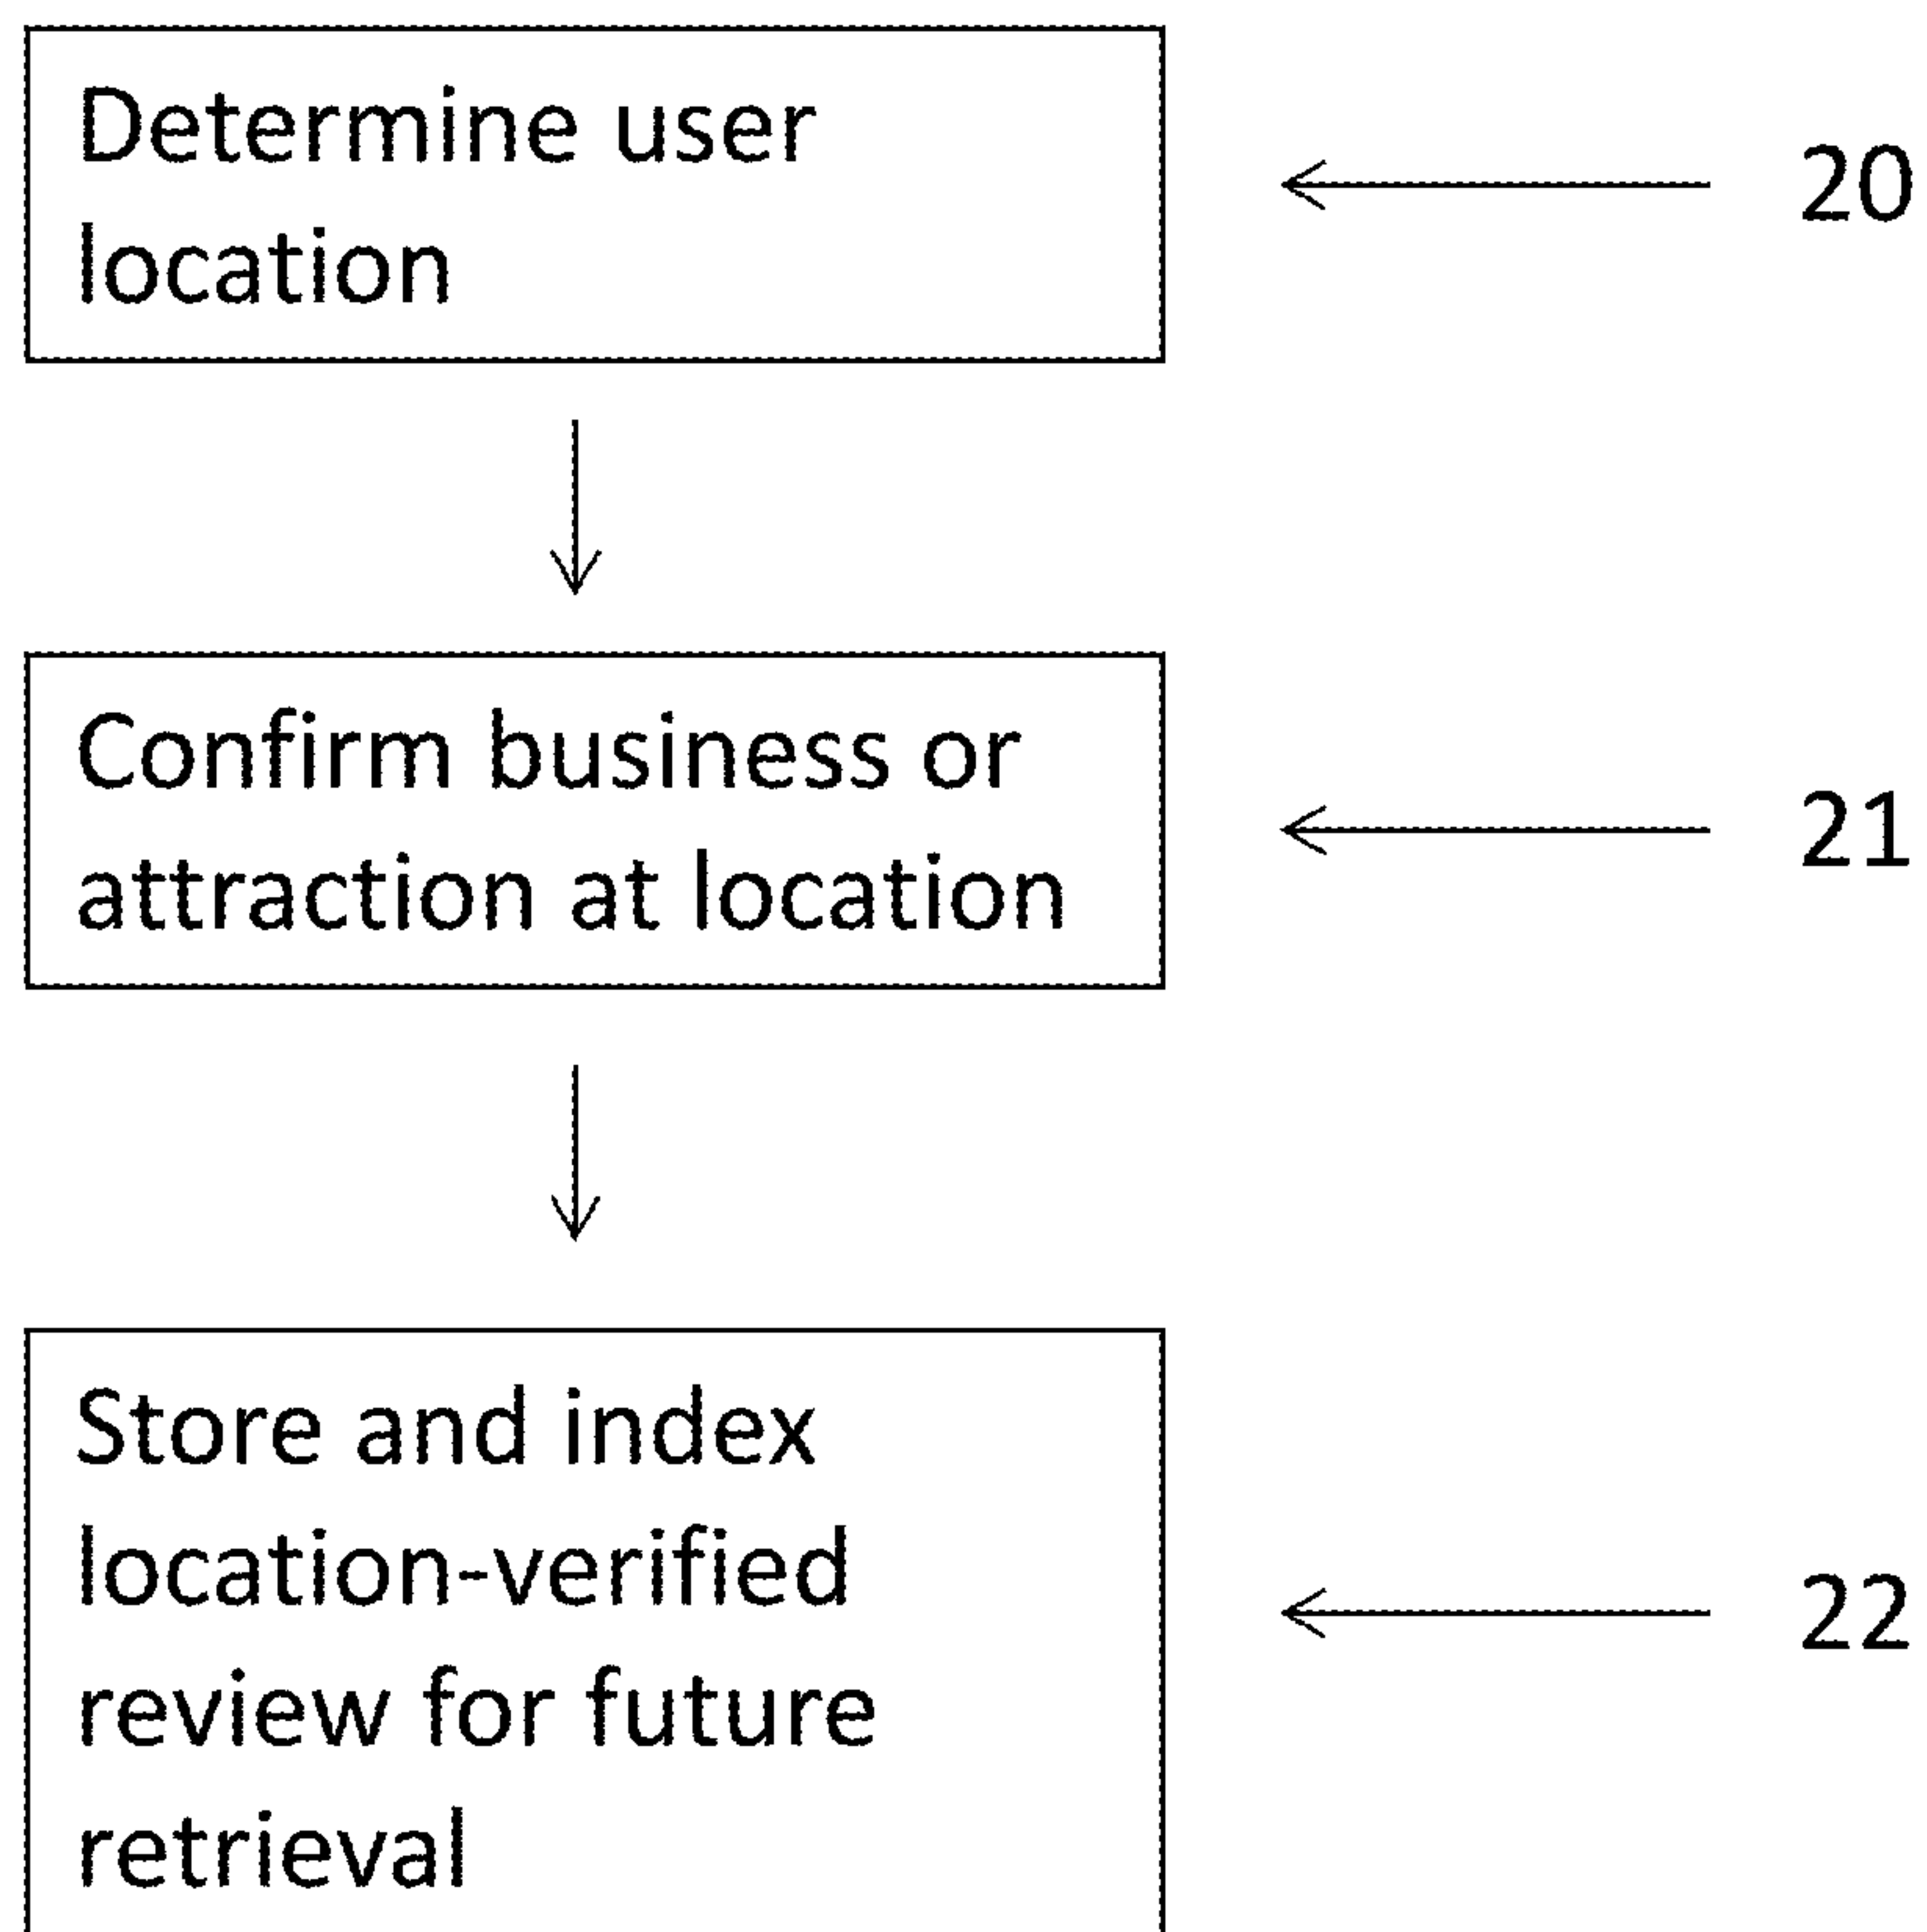 Determine user
location
20
Confirm business or
attraction at location
21
Store and index
location-verified
review for future
retrieval
22